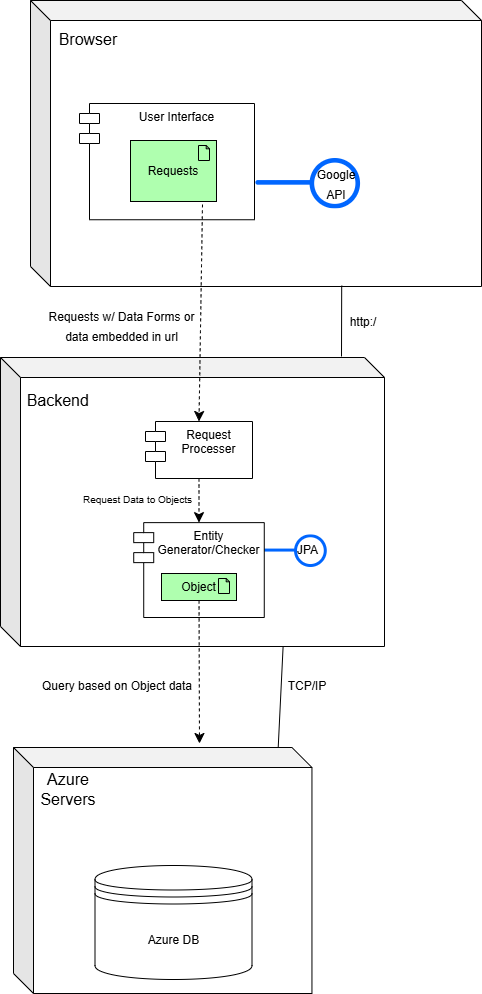 Browser
User Interface
Requests
Google
API
Requests w/ Data Forms or
data embedded in url
http:/
Backend
Request
Processer
Request Data to Objects
Entity
Generator/Checker
JPA
Object
Query based on Object data
TCP/IP
Azure
Servers
Azure DB